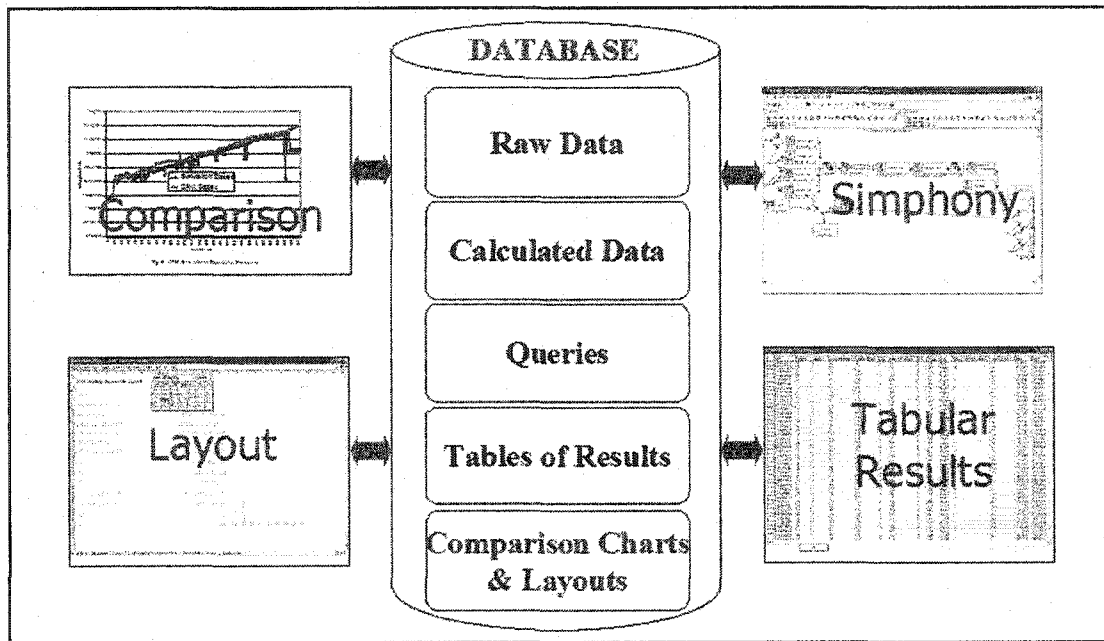 DATABASE
Raw Data
Calculated Data
Queries
Tables of Results
Comparison Charts
& Layouts
Comparison
Layout
Simphony
Tabular
Results